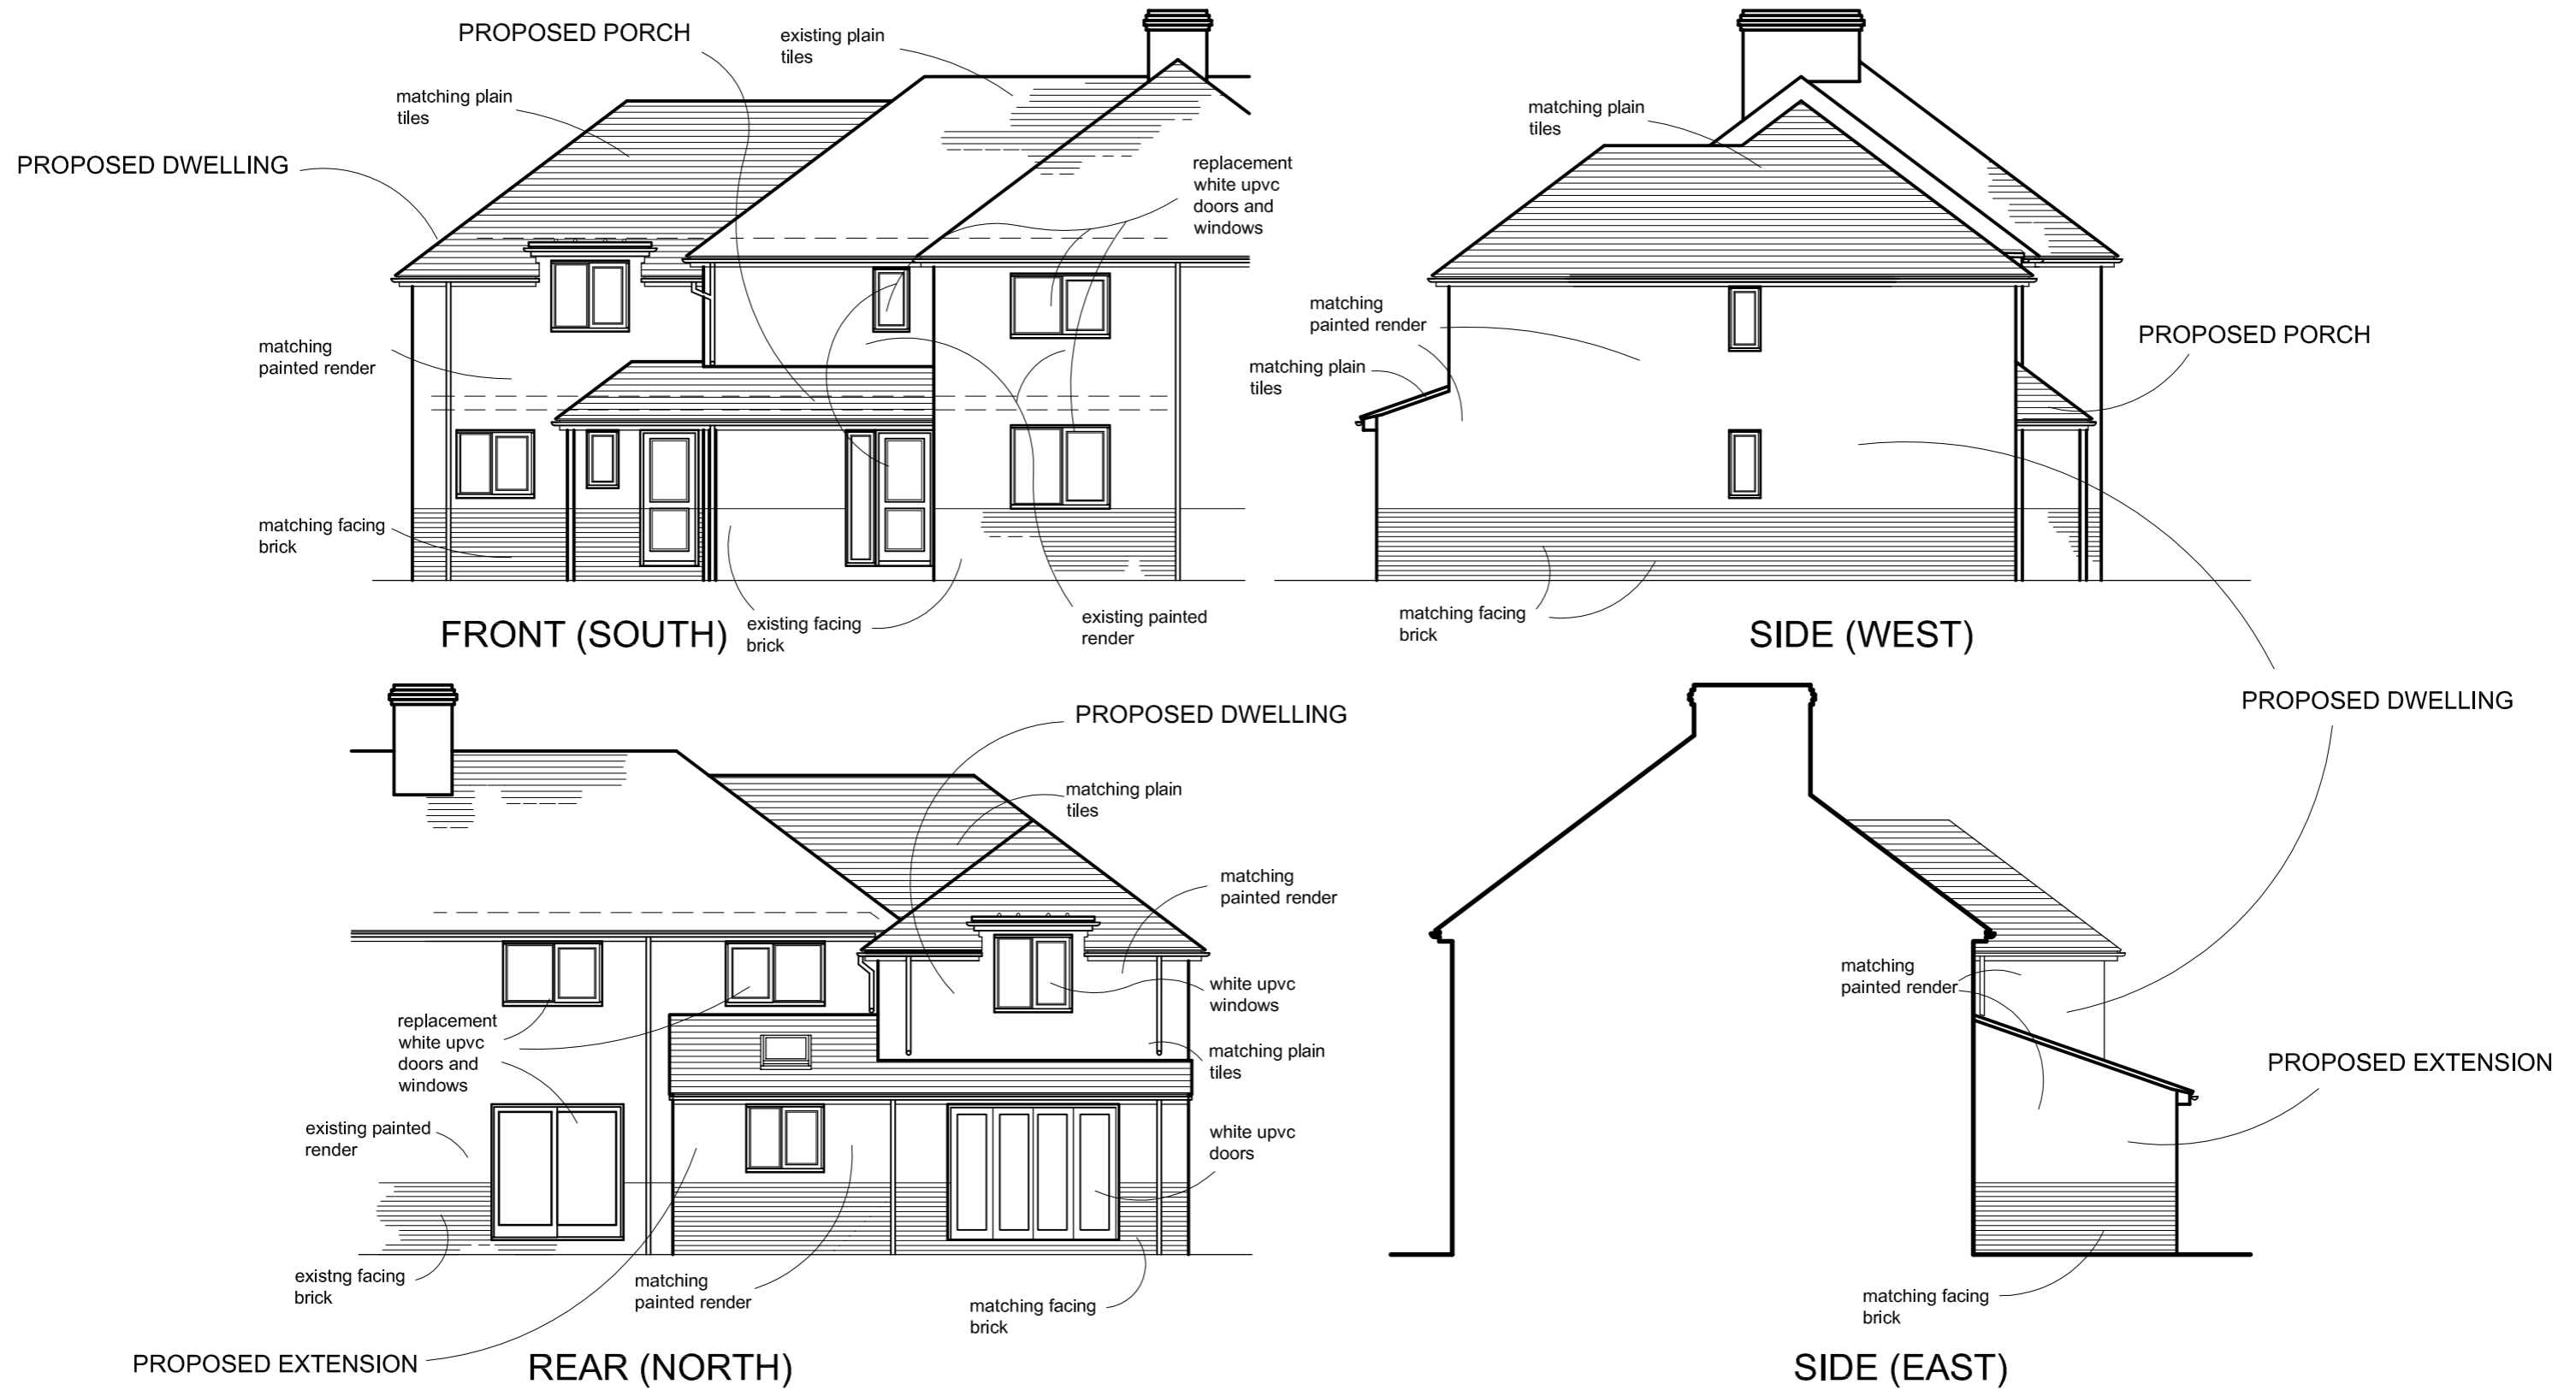 PROPOSED PORCH
existing plain
tiles
matching plain
tiles
PROPOSED DWELLING
replacement
white upvc
doors and
windows
matching
painted render
matching facing
brick
existing facing
brick
existing painted
render
FRONT (SOUTH)
matching plain
tiles
matching
painted render
matching plain
tiles
PROPOSED PORCH
matching facing
brick
SIDE (WEST)
PROPOSED DWELLING
PROPOSED DWELLING
matching plain
tiles
matching
painted render
white upvc
windows
replacement
white upvc
doors and
windows
matching plain
tiles
existing painted
render
white upvc
doors
existng facing
brick
matching
painted render
matching facing
brick
PROPOSED EXTENSION
REAR (NORTH)
matching
painted render
PROPOSED EXTENSION
matching facing
brick
SIDE (EAST)